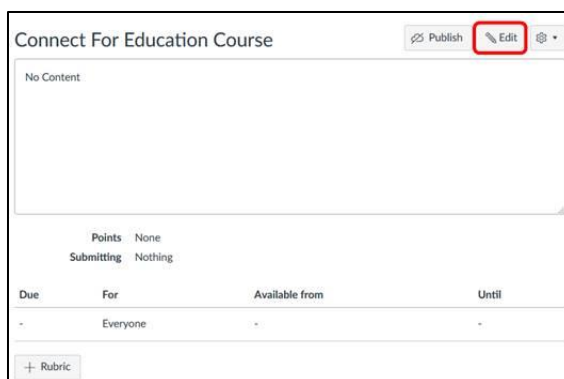 Connect For Education Course
Publish
Edit
No Content
Points None
Submitting Nothing
Due For Available from Until
- Everyone - -
+ Rubric